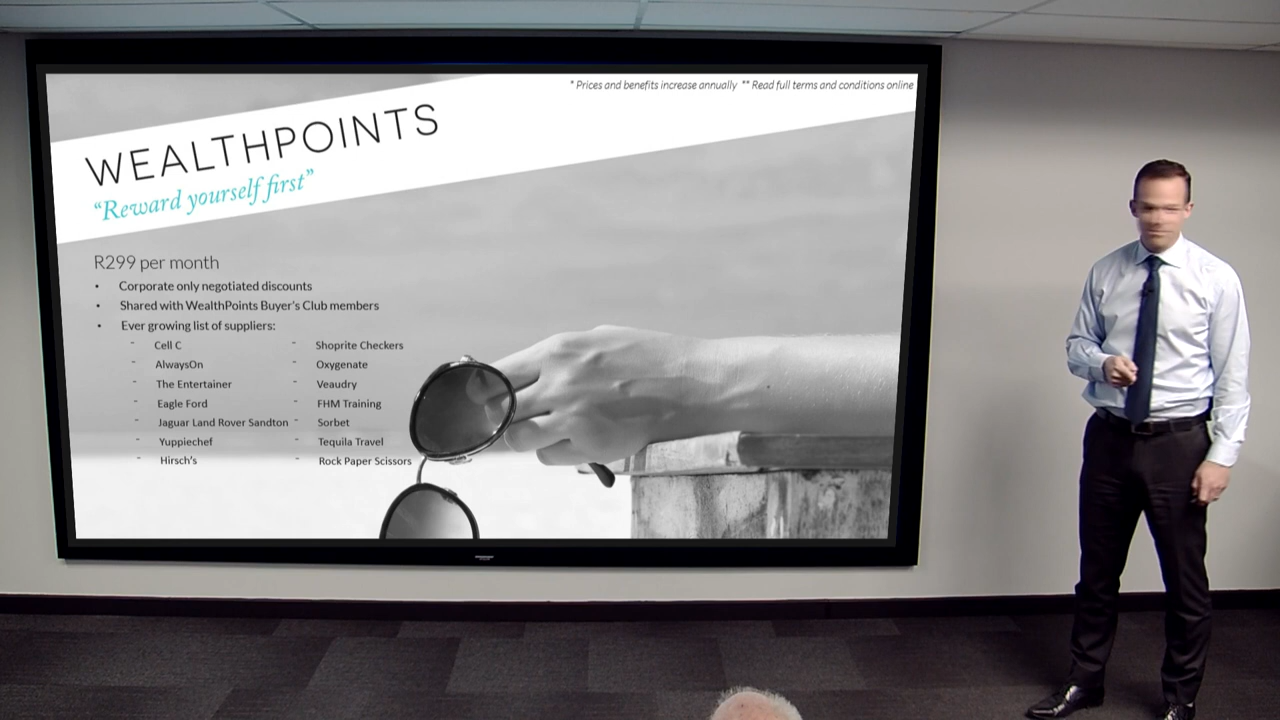 * Prices and benefits increase annually ** Read full terms and conditions online
WEALTHPOINTS
“Reward yourself first”
R299 per month
• Corporate only negotiated discounts
• Shared with WealthPoints Buyer's Club members
• Ever growing list of suppliers:
- Cell C
- AlwaysOn
- The Entertainer
- Eagle Ford
- Jaguar Land Rover Sandton
- Yuppiechef
- Hirsch's
- Shoprite Checkers
- Oxygenate
- Veaudry
- FHM Training
- Sorbet
- Tequila Travel
- Rock Paper Scissors